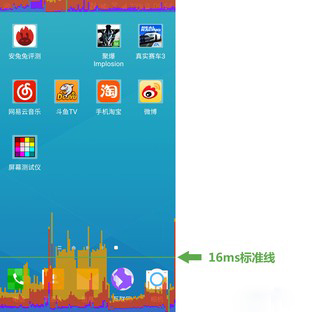 安兔兔评测
聚爆
Implosion
真实赛车3
网易云音乐
斗鱼TV
手机淘宝
微博
屏幕测试仪
16ms标准线